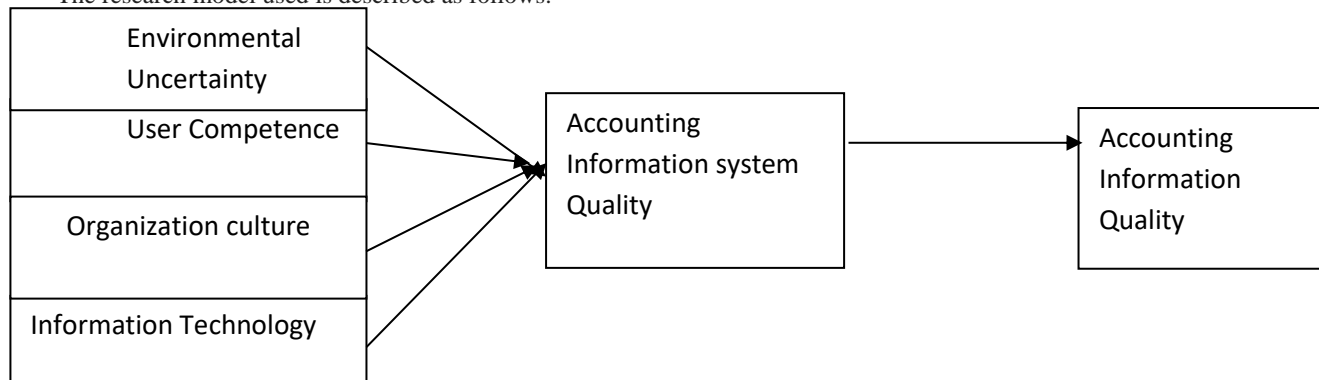 The research model used is described as follows:
Environmental
Uncertainty
User Competence
Organization culture
Information Technology
Accounting
Information system
Quality
Accounting
Information
Quality